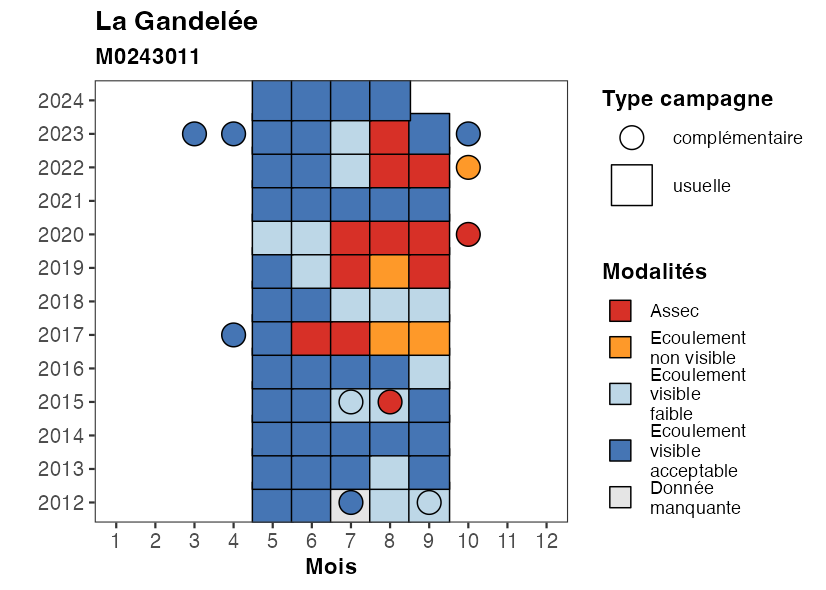 La Gandelée
M0243011
2024
2023
2022
2021
2020
2019
2018
2017
2016
2015
2014
2013
2012
1 2 3 4 5 6 7 8 9 10 11 12
Mois
Type campagne
complémentaire
usuelle
Modalités
Assec
Ecoulement
non visible
Ecoulement
visible
faible
Ecoulement
visible
acceptable
Donnée
manquante